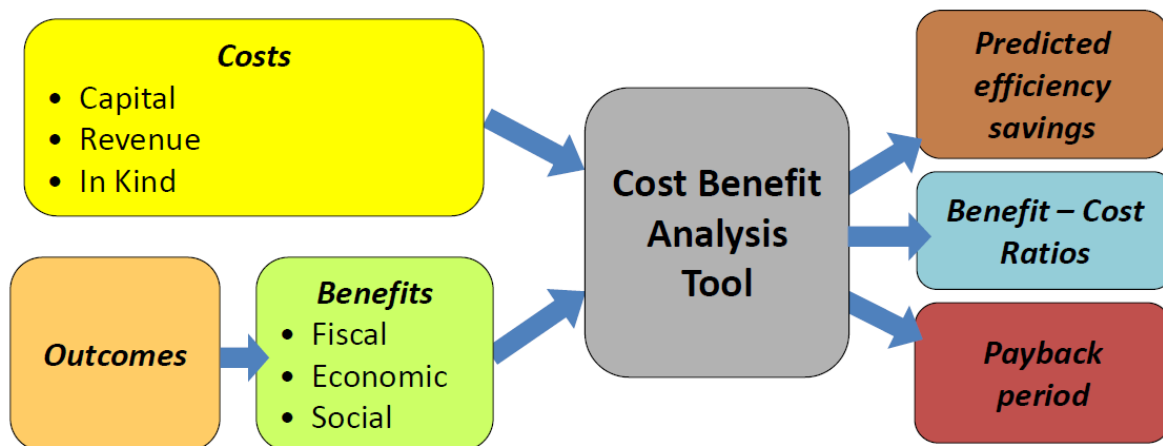 Costs
• Capital
• Revenue
• In Kind
Outcomes
Benefits
• Fiscal
• Economic
• Social
Cost Benefit
Analysis
Tool
Predicted
efficiency
savings
Benefit – Cost
Ratios
Payback
period